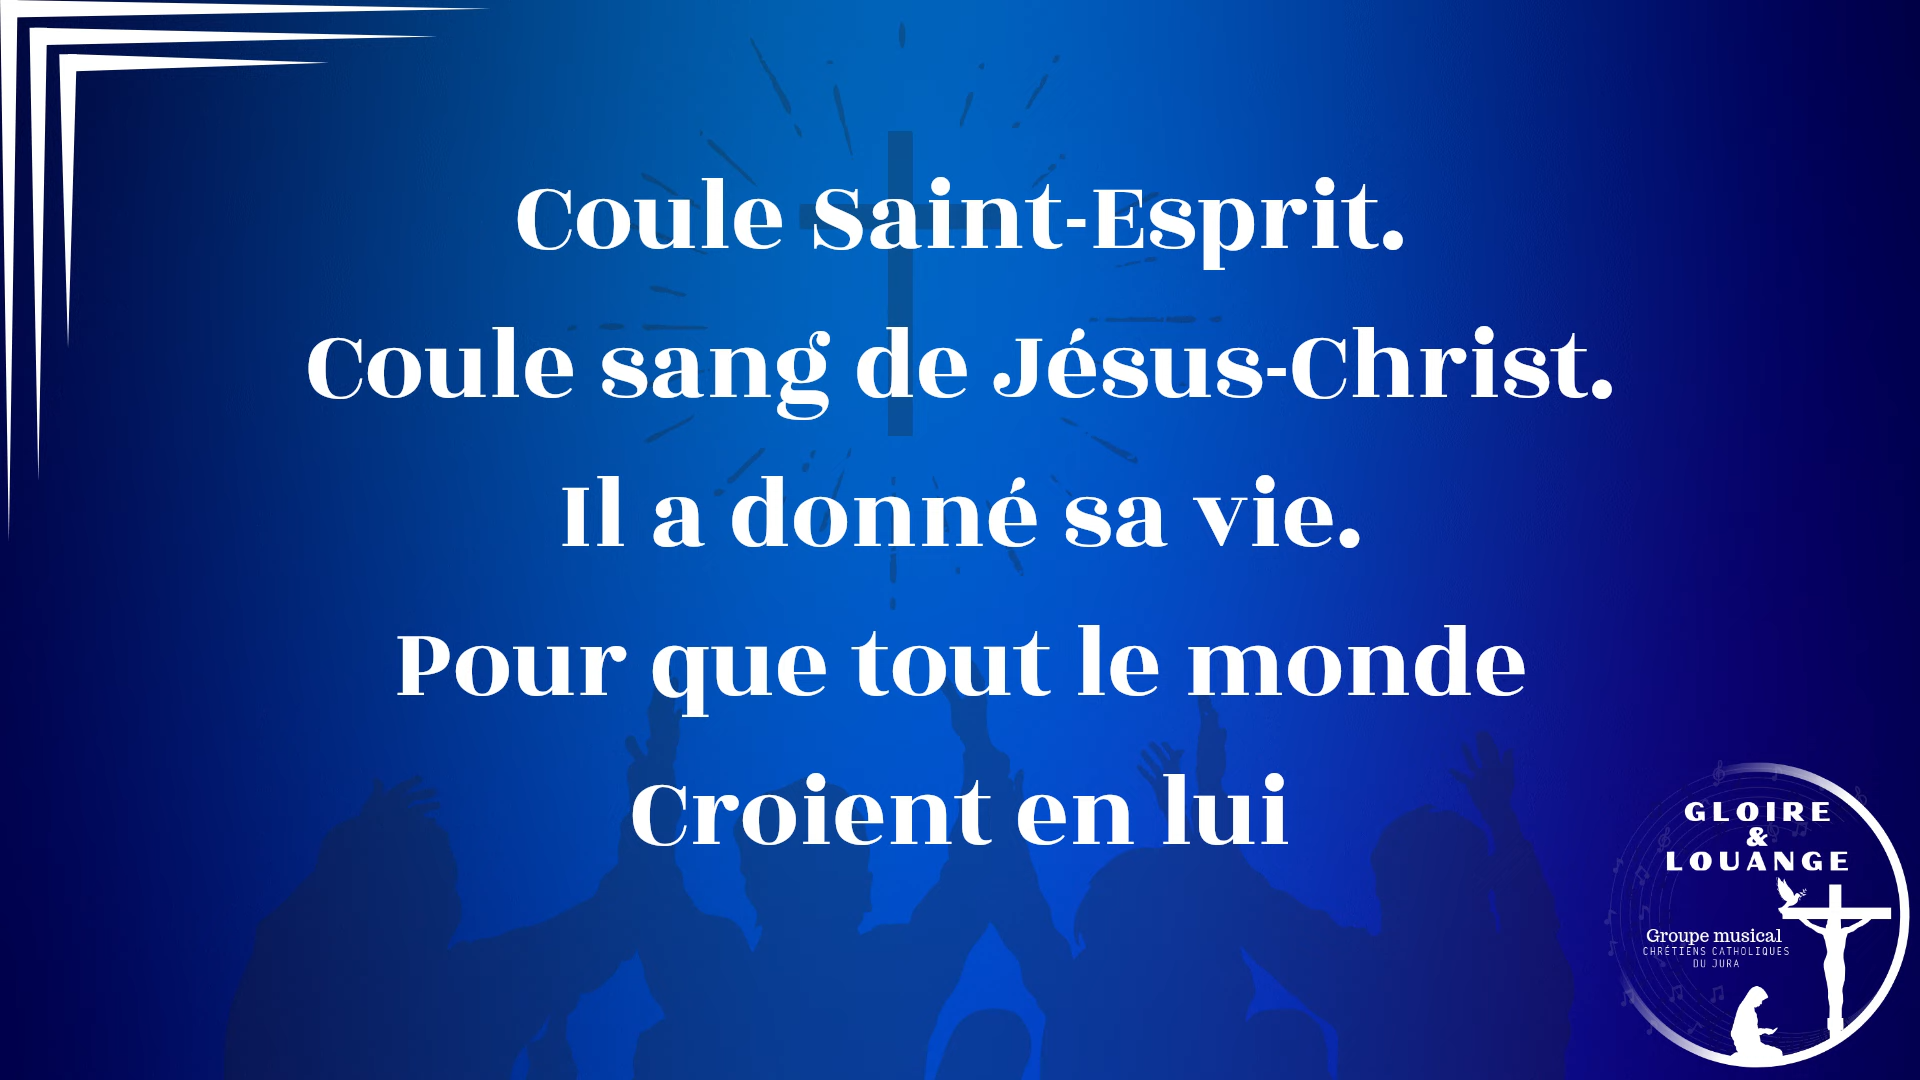 Coule Saint-Esprit.
Coule sang de Jésus-Christ.
Il a donné sa vie.
Pour que tout le monde
Croient en lui
GLOIRE
&
LOUANGE
Groupe musical
CHRÉTIENS CATHOLIQUES
DU JURA